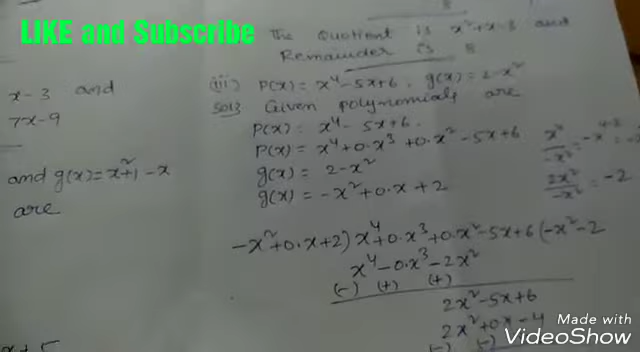 LIKE and Subscribe
8
The Quotient is x²+x-3 and
Remainder is 8
x-3 and
7x-9
and g(x)=x²+1-x
are
(iii) P(x)= x⁴-5x+6, g(x)= 2-x²
Given polynomials are
P(x)= x⁴-5x+6.
P(x)= x⁴+0.x³+0.x²-5x+6
g(x)= 2-x²
g(x)= -x²+0.x+2
2x²/-x² = -2
-x²+0.x+2) x⁴+0.x³+0.x²-5x+6 (-x²-2
x⁴-0.x³-2x²
(-) (+) (+)
2x²-5x+6
2x²+0x-4
(-) (-)
x+5
Made with
VideoShow